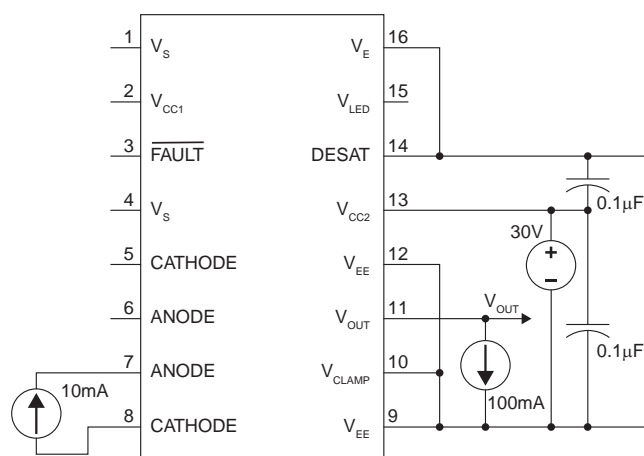 1 V_S V_E 16
2 V_CC1 V_LED 15
3 FAULT DESAT 14
4 V_S V_CC2 13
0.1μF
5 CATHODE V_EE 12
30V
+
−
6 ANODE V_OUT 11
V_OUT
0.1μF
7 ANODE V_CLAMP 10
10mA
100mA
8 CATHODE V_EE 9